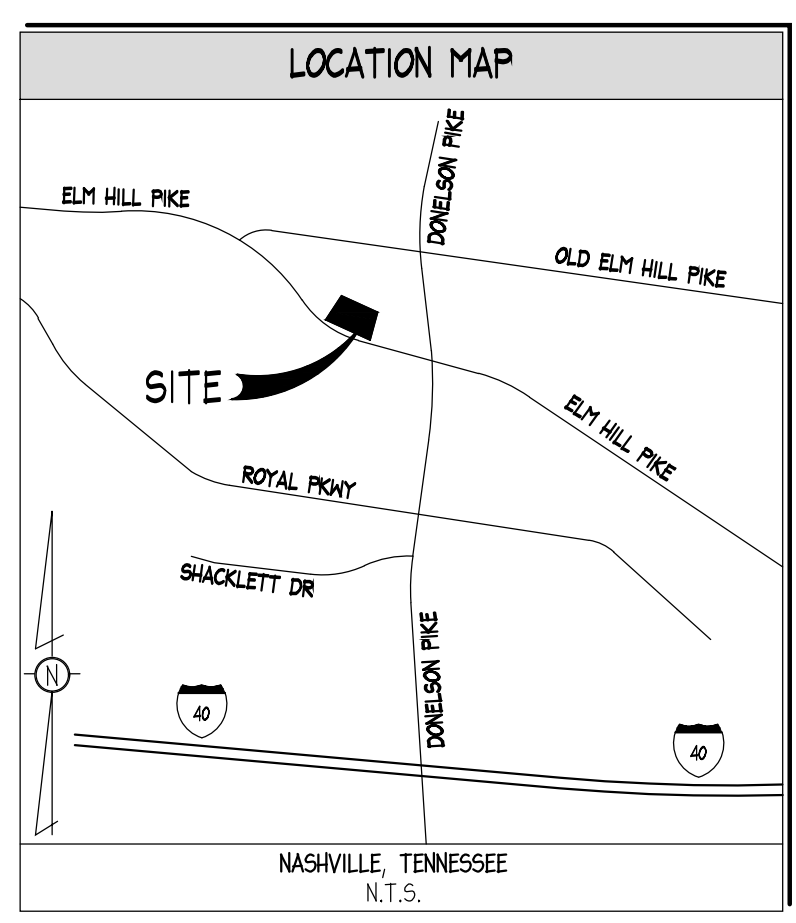 LOCATION MAP
DONELSON PIKE
ELM HILL PIKE
OLD ELM HILL PIKE
SITE
ELM HILL PIKE
ROYAL PKWY
SHACKLETT DR
DONELSON PIKE
N
40
40
NASHVILLE, TENNESSEE
N.T.S.